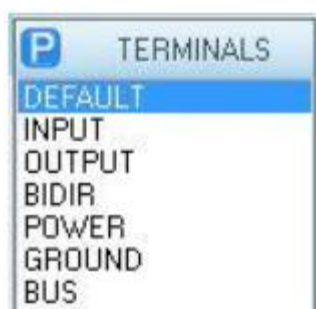 P TERMINALS
DEFAULT
INPUT
OUTPUT
BIDIR
POWER
GROUND
BUS